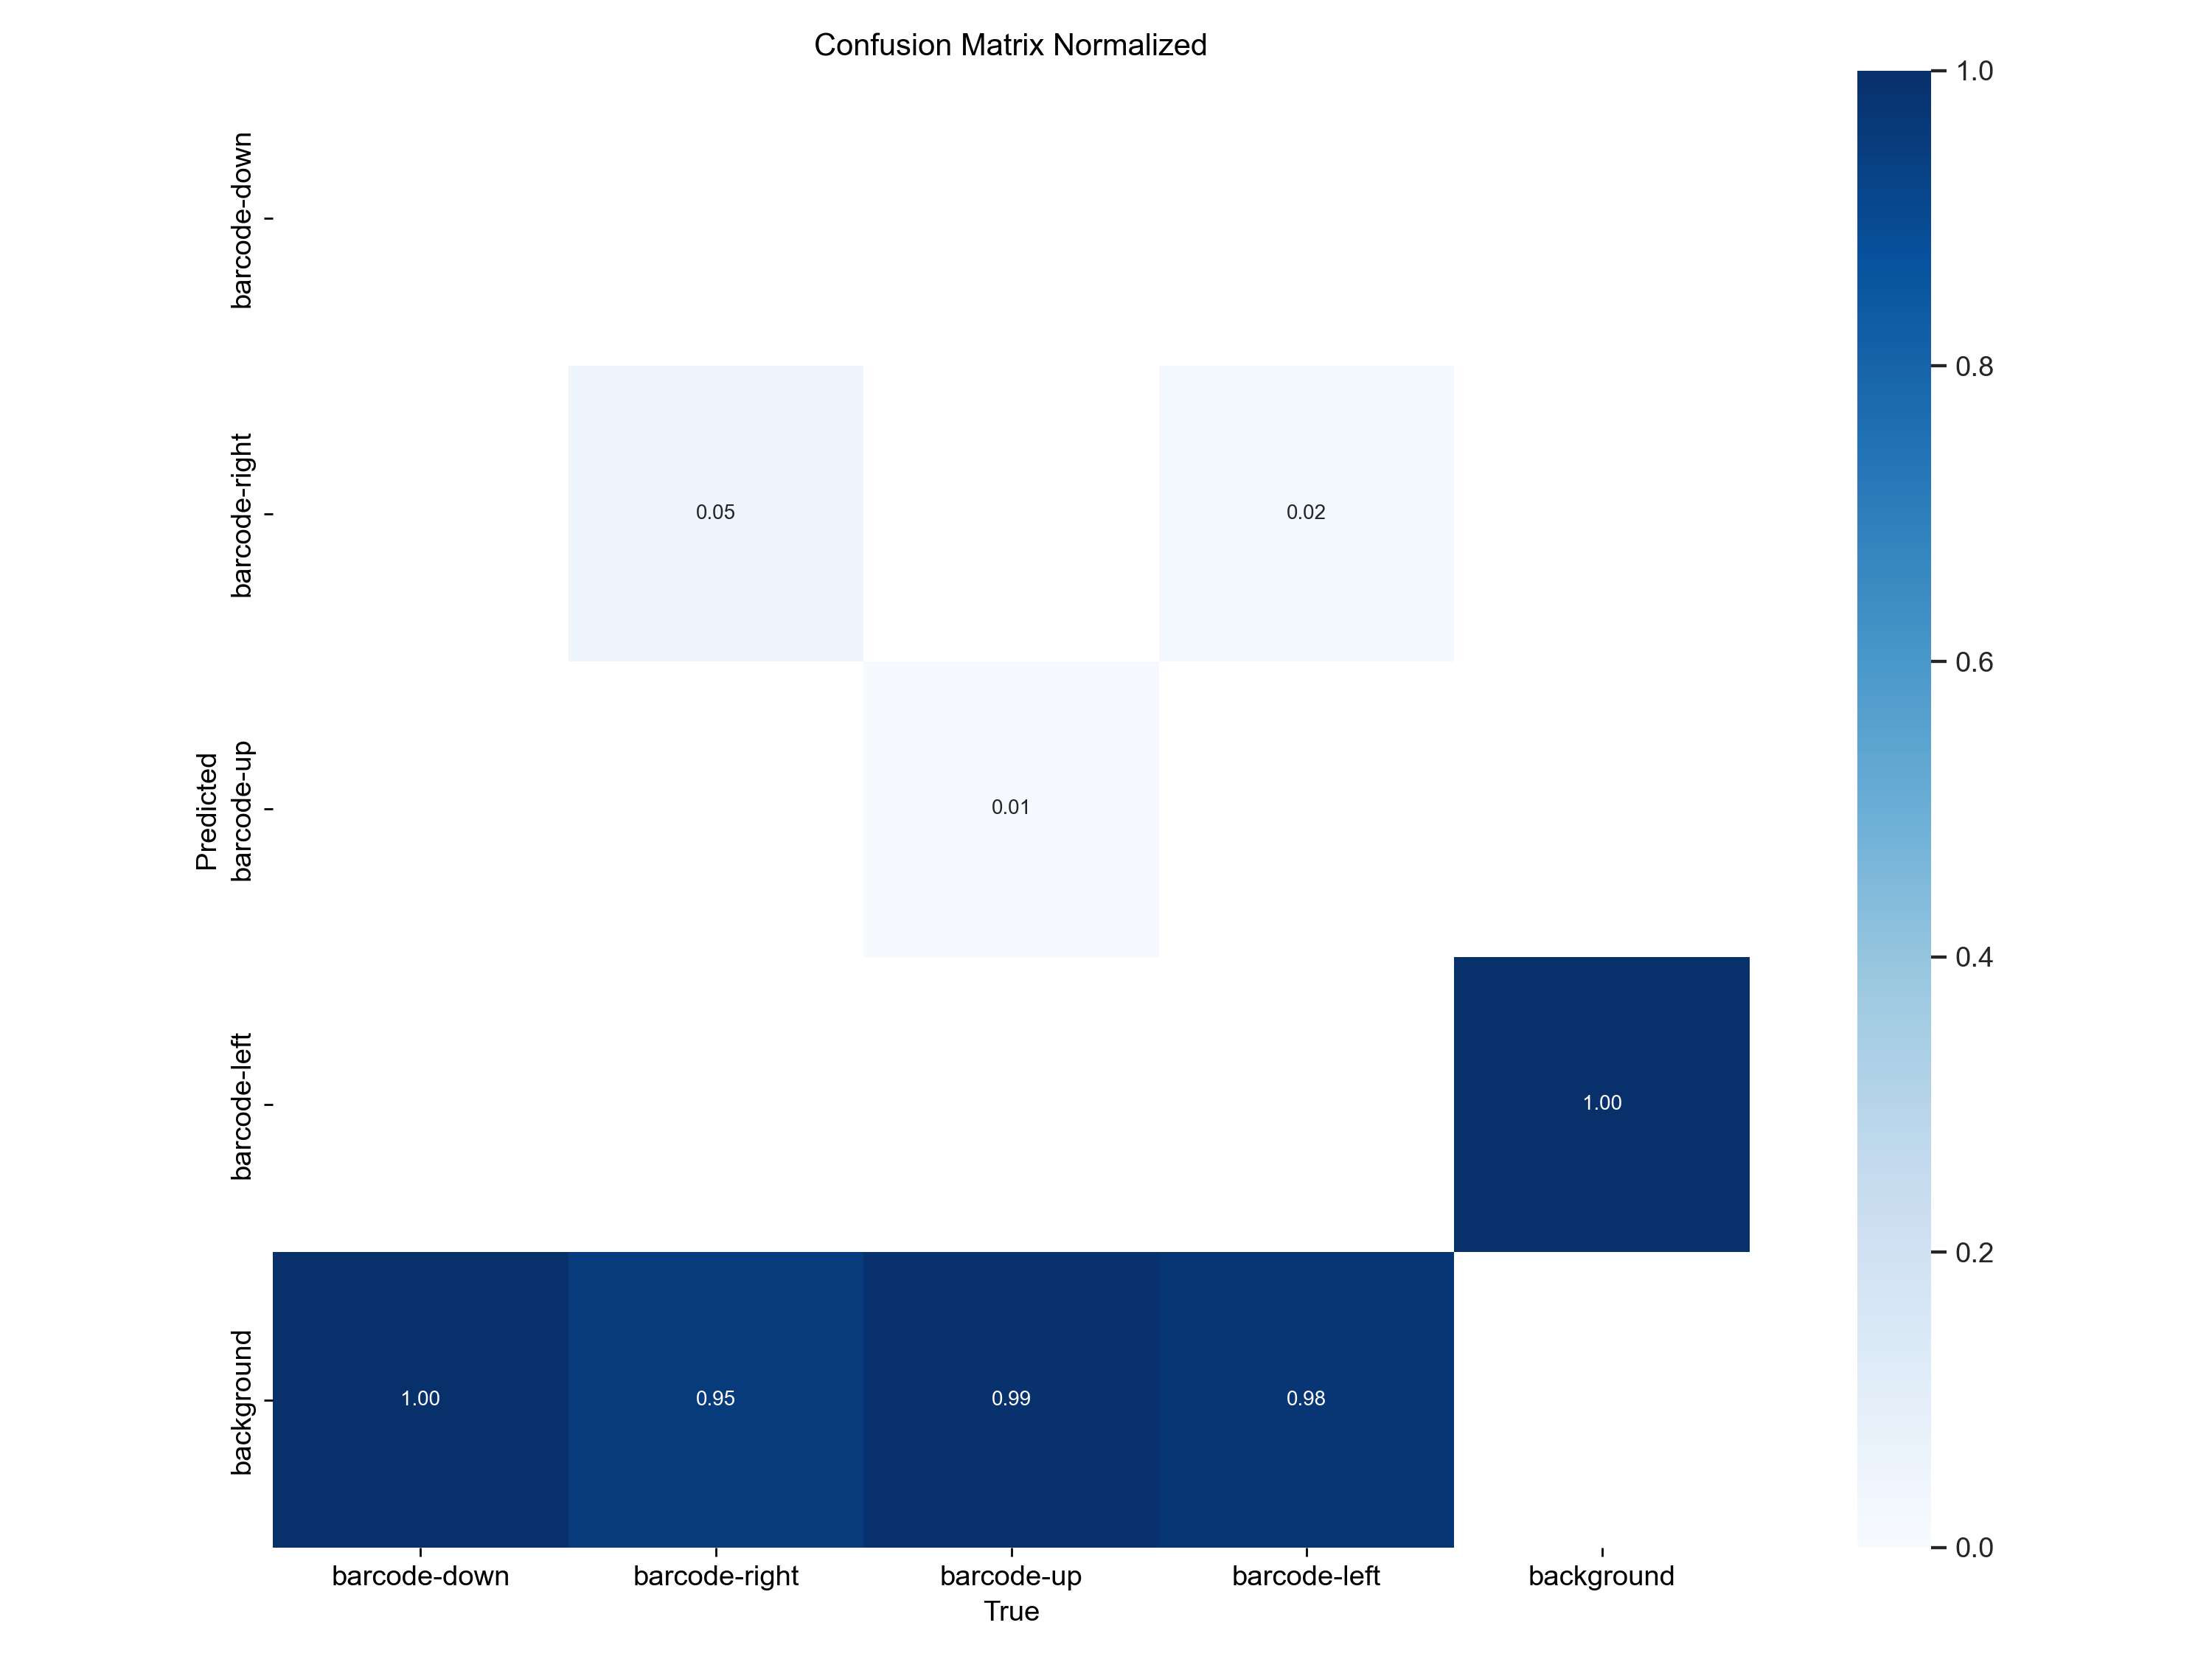 Confusion Matrix Normalized
1.0
barcode-down
0.8
barcode-right
0.05
0.02
0.6
Predicted
barcode-up
0.01
0.4
barcode-left
1.00
0.2
background
1.00
0.95
0.99
0.98
0.0
barcode-down
barcode-right
barcode-up
barcode-left
background
True